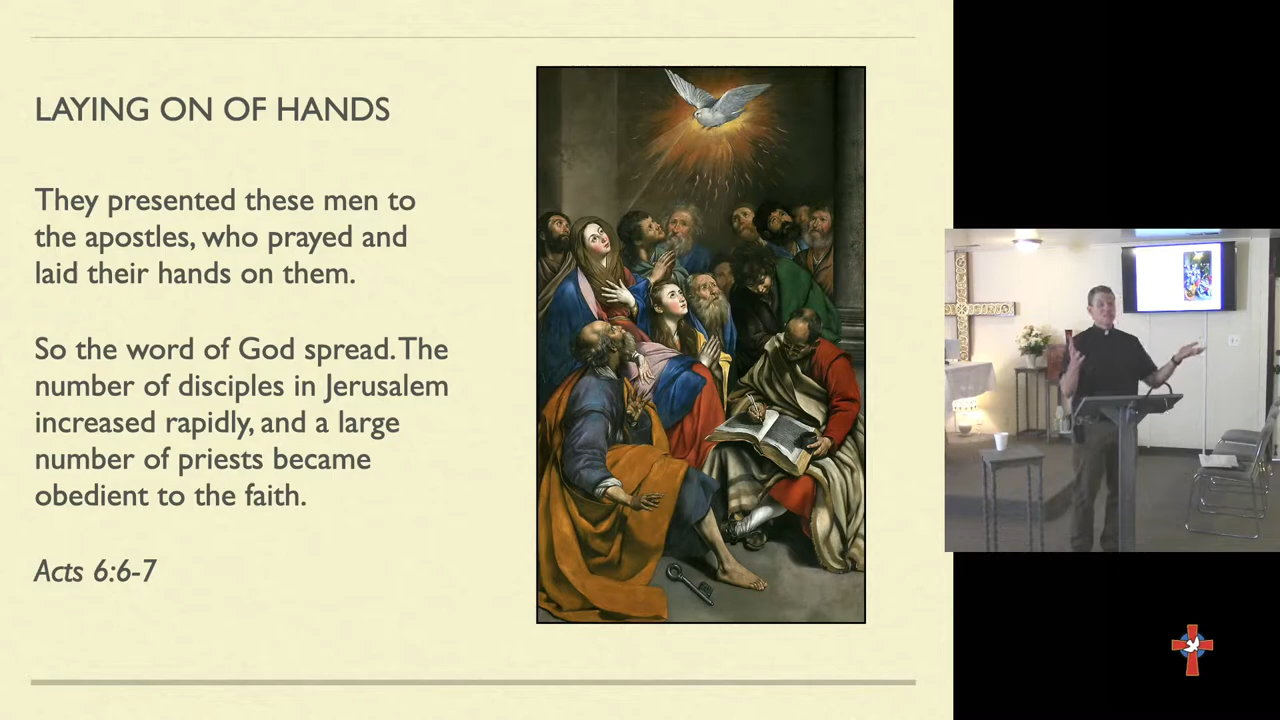 LAYING ON OF HANDS
They presented these men to
the apostles, who prayed and
laid their hands on them.
So the word of God spread. The
number of disciples in Jerusalem
increased rapidly, and a large
number of priests became
obedient to the faith.
Acts 6:6-7